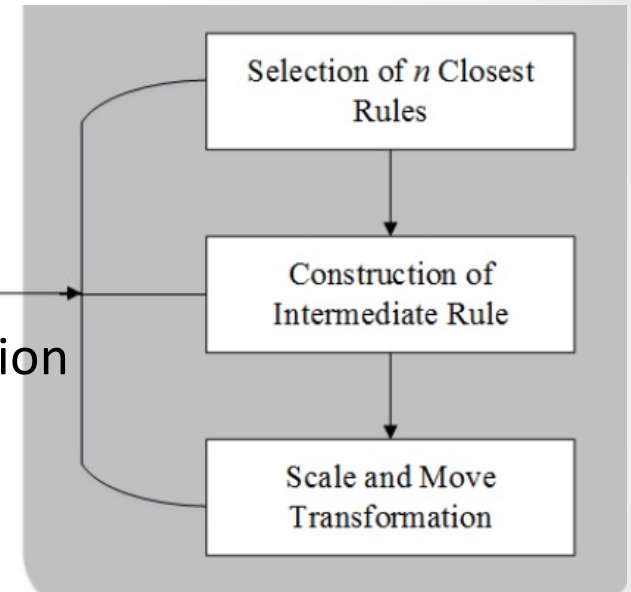 Selection of n Closest
Rules
Construction of
Intermediate Rule
ion
Scale and Move
Transformation